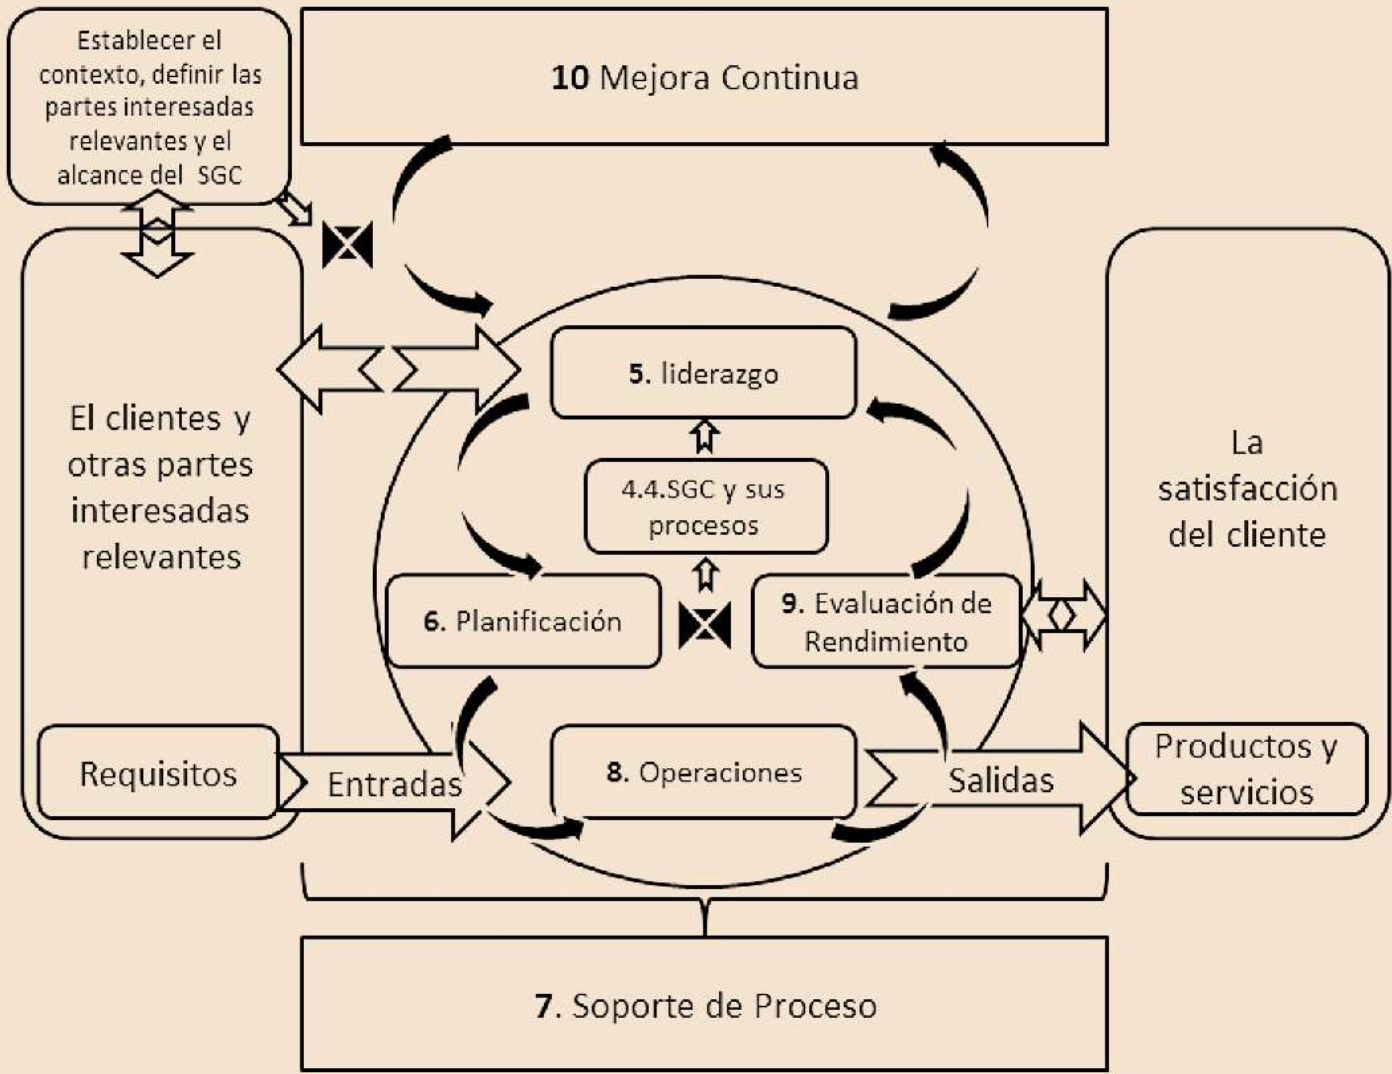 Establecer el
contexto, definir las
partes interesadas
relevantes y el
alcance del SGC
10 Mejora Continua
El clientes y
otras partes
interesadas
relevantes
5. liderazgo
4.4.SGC y sus
procesos
6. Planificación
9. Evaluación de
Rendimiento
La
satisfacción
del cliente
Requisitos
Entradas
8. Operaciones
Salidas
Productos y
servicios
7. Soporte de Proceso